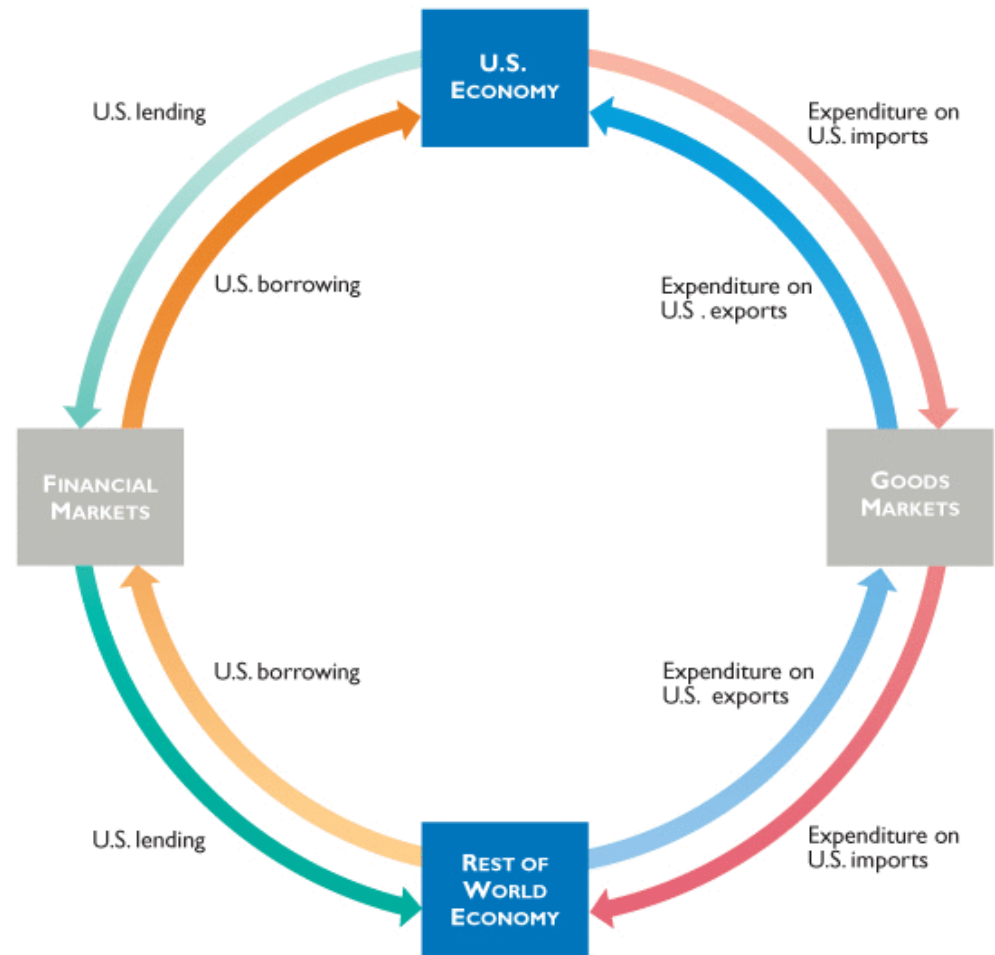 U.S.
ECONOMY
U.S. lending
Expenditure on
U.S. imports
U.S. borrowing
Expenditure on
U.S . exports
FINANCIAL
MARKETS
GOODS
MARKETS
U.S. borrowing
Expenditure on
U.S. exports
U.S. lending
Expenditure on
U.S. imports
REST OF
WORLD
ECONOMY